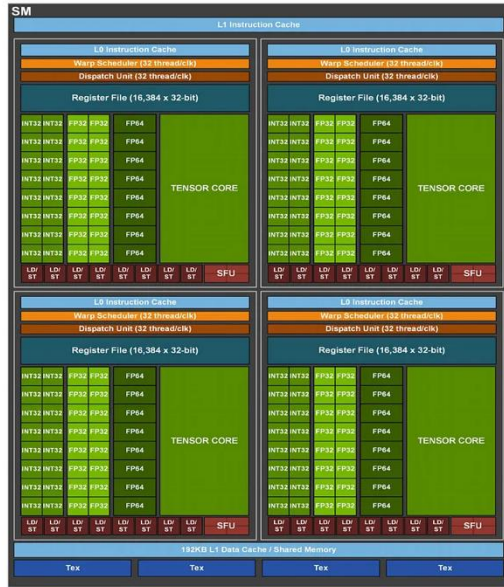 SM
L1 Instruction Cache
L0 Instruction Cache
Warp Scheduler (32 thread/clk)
Dispatch Unit (32 thread/clk)
Register File (16,384 x 32-bit)
INT32 INT32 FP32 FP32 FP64
INT32 INT32 FP32 FP32 FP64
INT32 INT32 FP32 FP32 FP64
INT32 INT32 FP32 FP32 FP64
INT32 INT32 FP32 FP32 FP64
INT32 INT32 FP32 FP32 FP64
INT32 INT32 FP32 FP32 FP64
INT32 INT32 FP32 FP32 FP64
TENSOR CORE
LD/ST LD/ST LD/ST LD/ST LD/ST LD/ST LD/ST LD/ST SFU
L0 Instruction Cache
Warp Scheduler (32 thread/clk)
Dispatch Unit (32 thread/clk)
Register File (16,384 x 32-bit)
INT32 INT32 FP32 FP32 FP64
INT32 INT32 FP32 FP32 FP64
INT32 INT32 FP32 FP32 FP64
INT32 INT32 FP32 FP32 FP64
INT32 INT32 FP32 FP32 FP64
INT32 INT32 FP32 FP32 FP64
INT32 INT32 FP32 FP32 FP64
INT32 INT32 FP32 FP32 FP64
TENSOR CORE
LD/ST LD/ST LD/ST LD/ST LD/ST LD/ST LD/ST LD/ST SFU
L0 Instruction Cache
Warp Scheduler (32 thread/clk)
Dispatch Unit (32 thread/clk)
Register File (16,384 x 32-bit)
INT32 INT32 FP32 FP32 FP64
INT32 INT32 FP32 FP32 FP64
INT32 INT32 FP32 FP32 FP64
INT32 INT32 FP32 FP32 FP64
INT32 INT32 FP32 FP32 FP64
INT32 INT32 FP32 FP32 FP64
INT32 INT32 FP32 FP32 FP64
INT32 INT32 FP32 FP32 FP64
TENSOR CORE
LD/ST LD/ST LD/ST LD/ST LD/ST LD/ST LD/ST LD/ST SFU
L0 Instruction Cache
Warp Scheduler (32 thread/clk)
Dispatch Unit (32 thread/clk)
Register File (16,384 x 32-bit)
INT32 INT32 FP32 FP32 FP64
INT32 INT32 FP32 FP32 FP64
INT32 INT32 FP32 FP32 FP64
INT32 INT32 FP32 FP32 FP64
INT32 INT32 FP32 FP32 FP64
INT32 INT32 FP32 FP32 FP64
INT32 INT32 FP32 FP32 FP64
INT32 INT32 FP32 FP32 FP64
TENSOR CORE
LD/ST LD/ST LD/ST LD/ST LD/ST LD/ST LD/ST LD/ST SFU
192KB L1 Data Cache / Shared Memory
Tex Tex Tex Tex